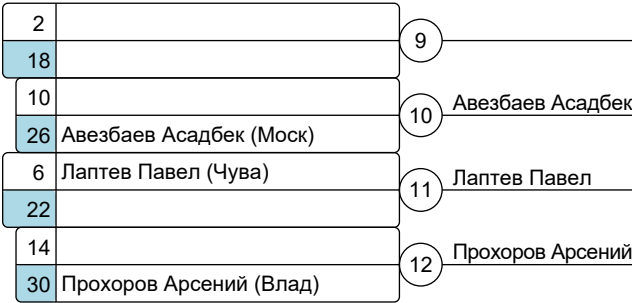 2
18
9
10
26 Авезбаев Асадбек (Моск)
10 Авезбаев Асадбек
6 Лаптев Павел (Чува)
22
11 Лаптев Павел
14
30 Прохоров Арсений (Влад)
12 Прохоров Арсений